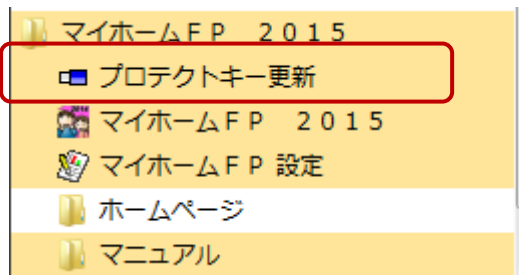 マイホームＦＰ　２０１５
プロテクトキー更新
マイホームＦＰ　２０１５
マイホームＦＰ 設定
ホームページ
マニュアル